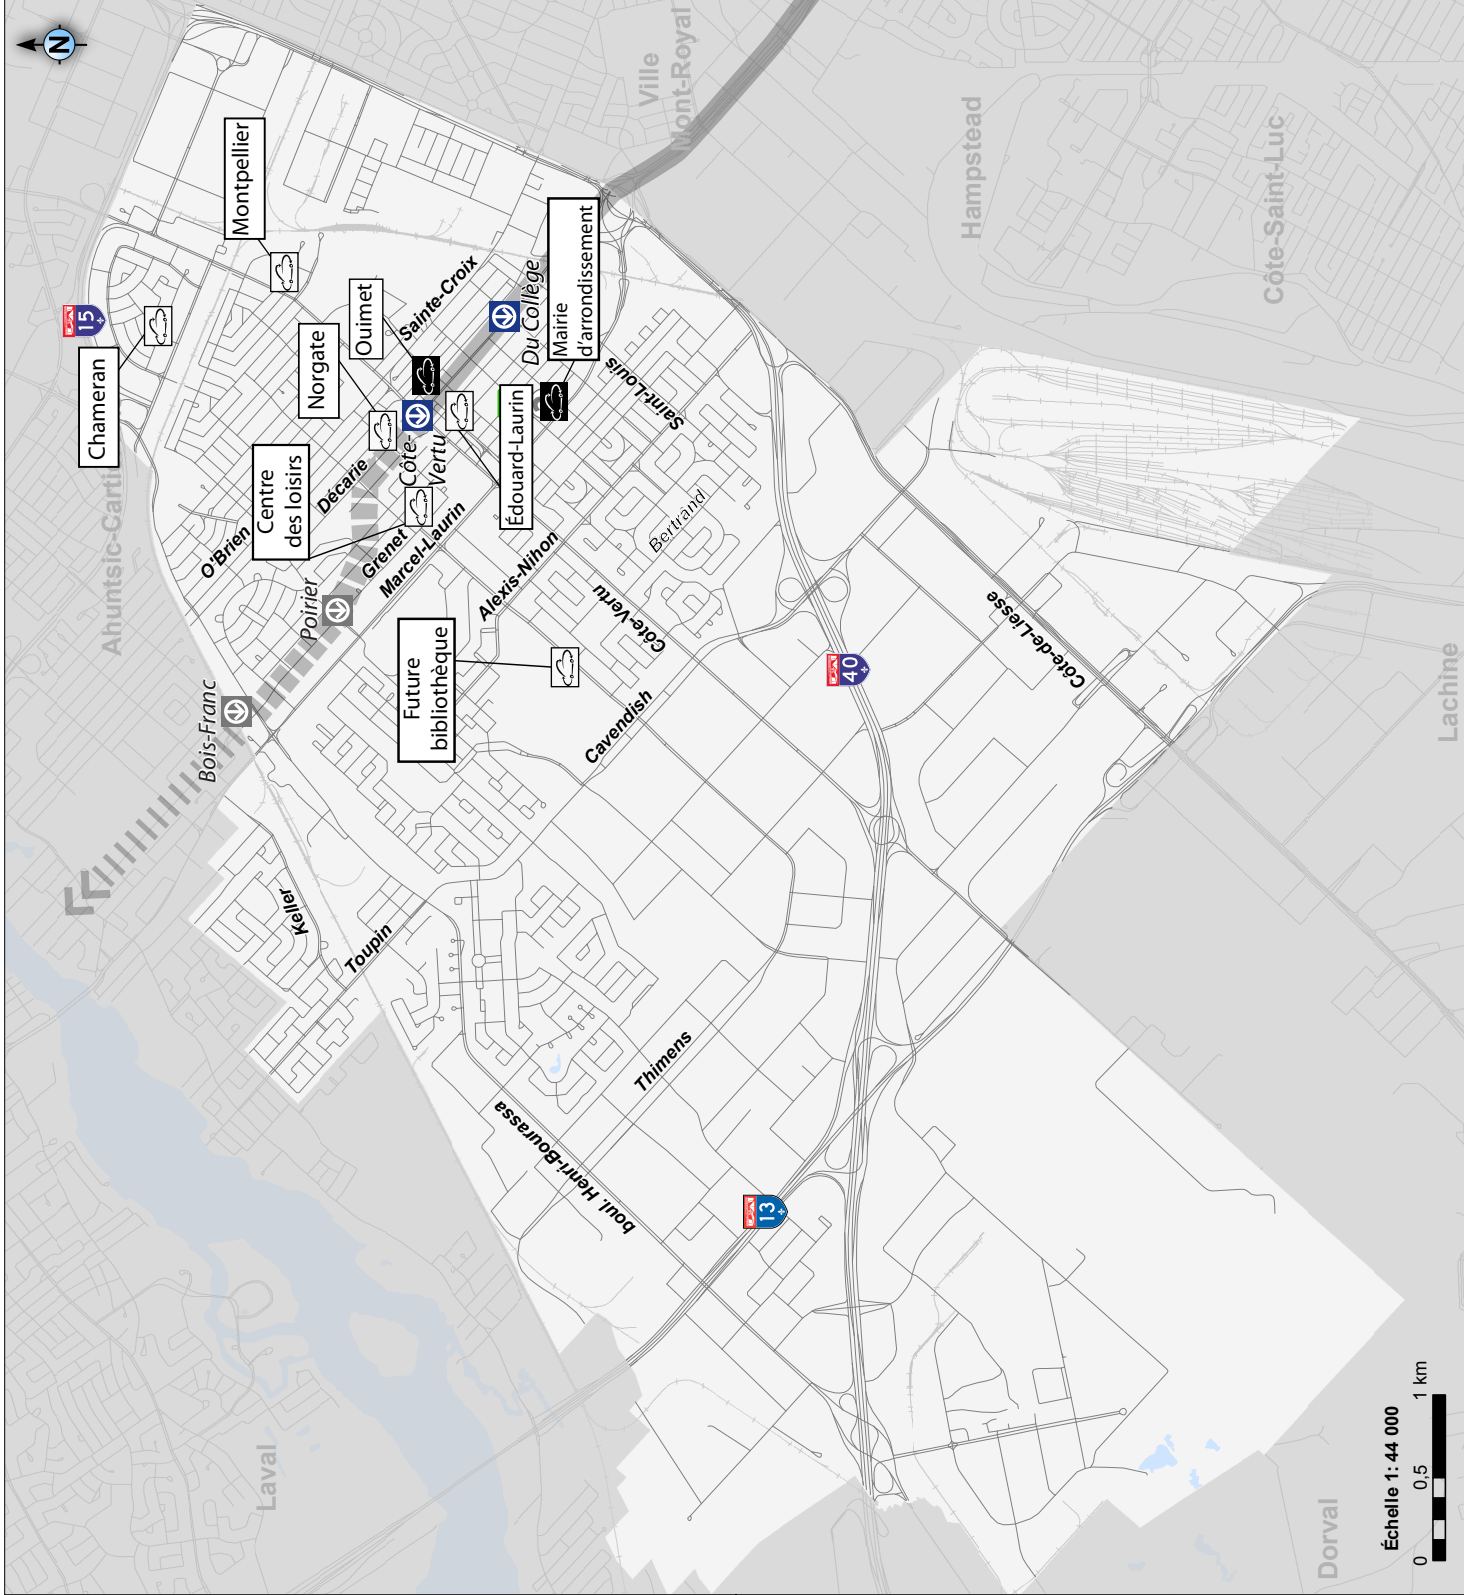 N
Ville
Mont-Royal
Hampstead
Côte-Saint-Luc
Montpellier
15
Chameran
Ouimet
Norgate
Sainte-Croix
Du Collège
Mairie
d'arrondissement
Saint-Louis
Centre
des loisirs
Décarie
Côte-
Vertu
Édouard-Laurin
O'Brien
Grenet
Marcel-Laurin
Alexis-Nihon
Bertrand
Ahuntsic-Carti
Poirier
Côte-Vertu
Future
bibliothèque
Cavendish
Bois-Franc
40
Côte-de-Liesse
Lachine
Keller
Toupin
Thimens
boul. Henri-Bourassa
13
Laval
Dorval
Échelle 1: 44 000
0
0,5
1 km